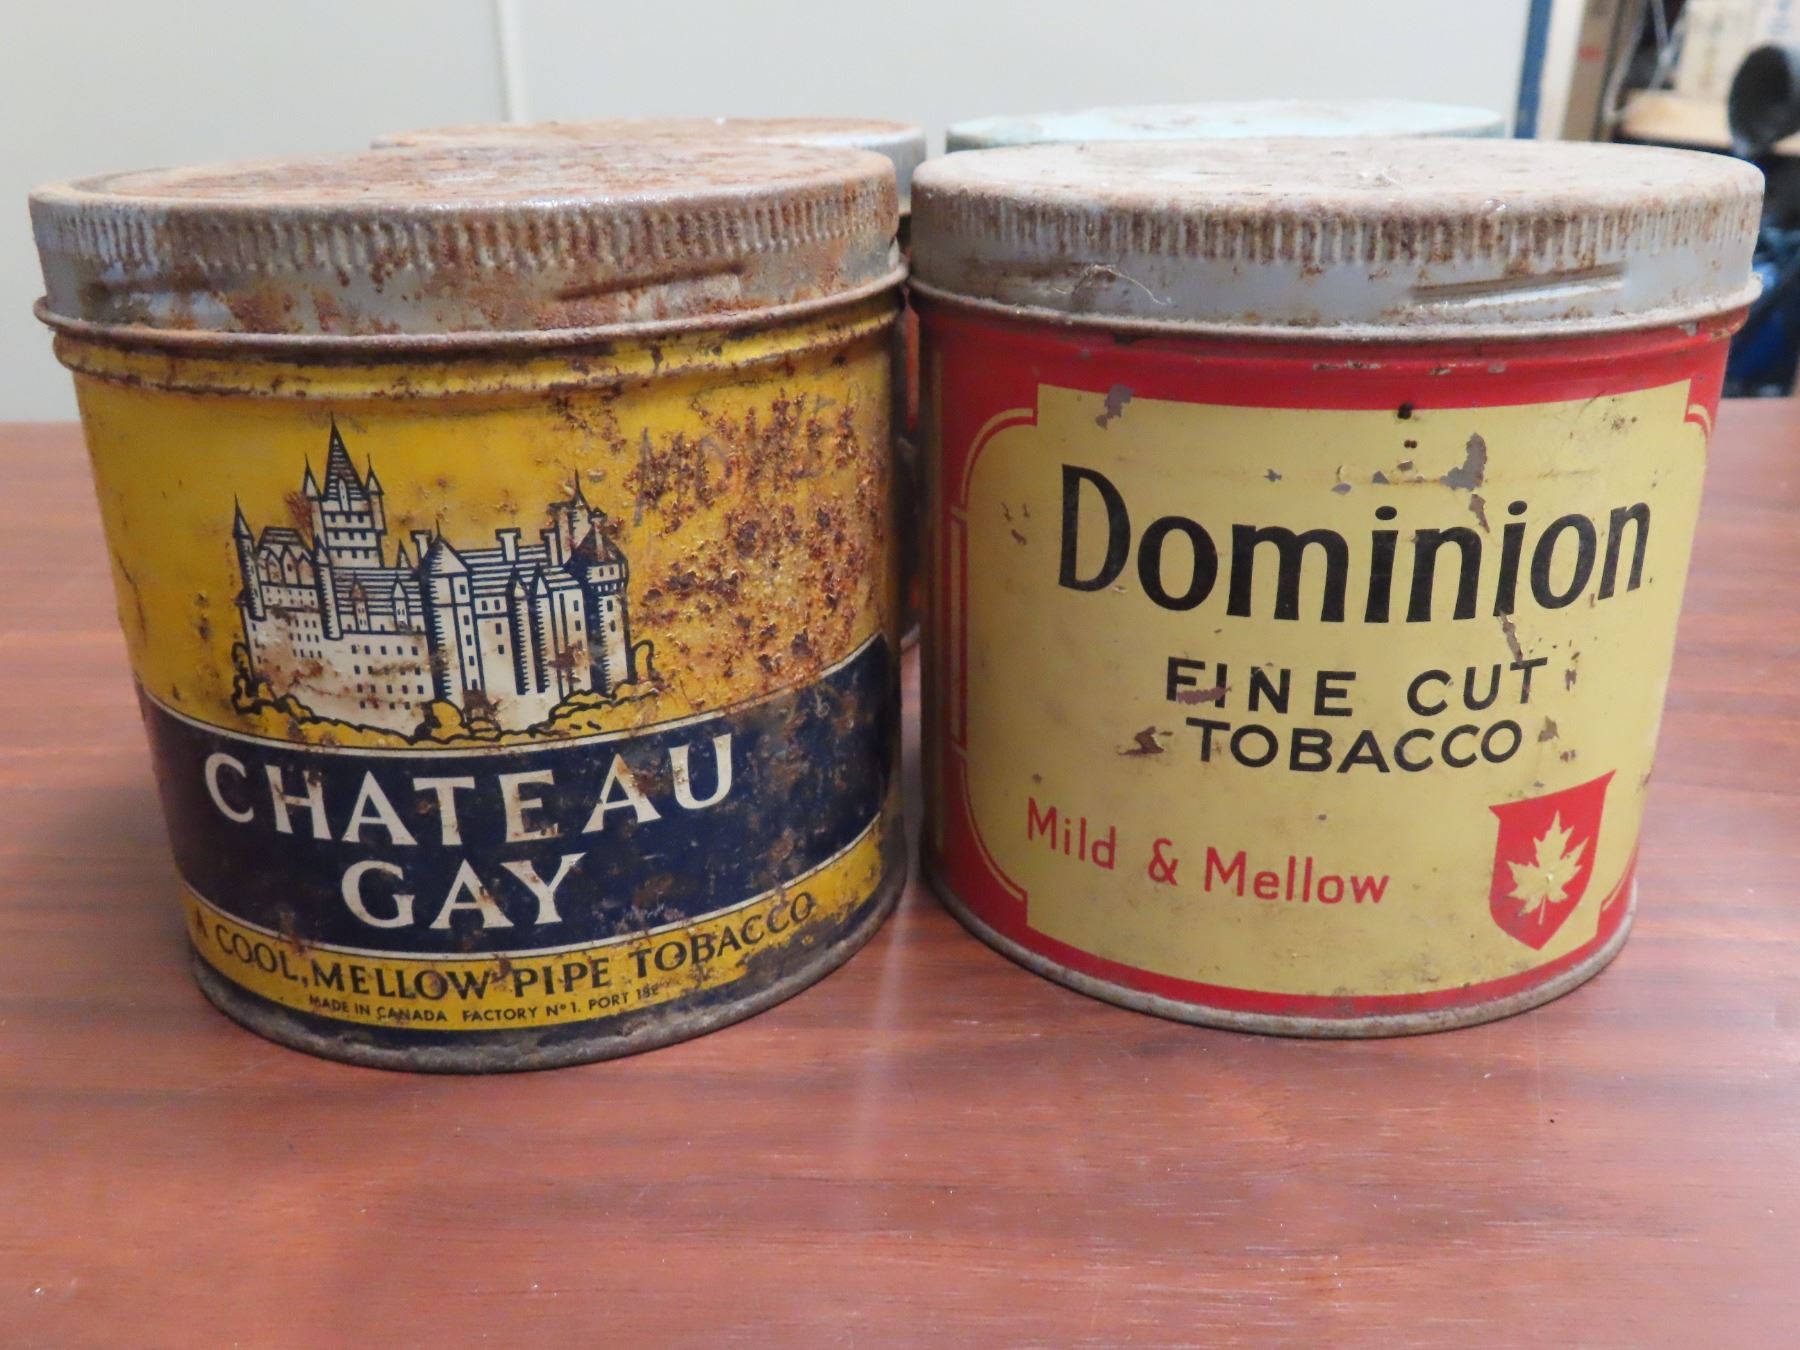 CHATEAU
GAY
A COOL, MELLOW PIPE TOBACCO
MADE IN CANADA FACTORY Nº 1. PORT
Dominion
FINE CUT
TOBACCO
Mild & Mellow